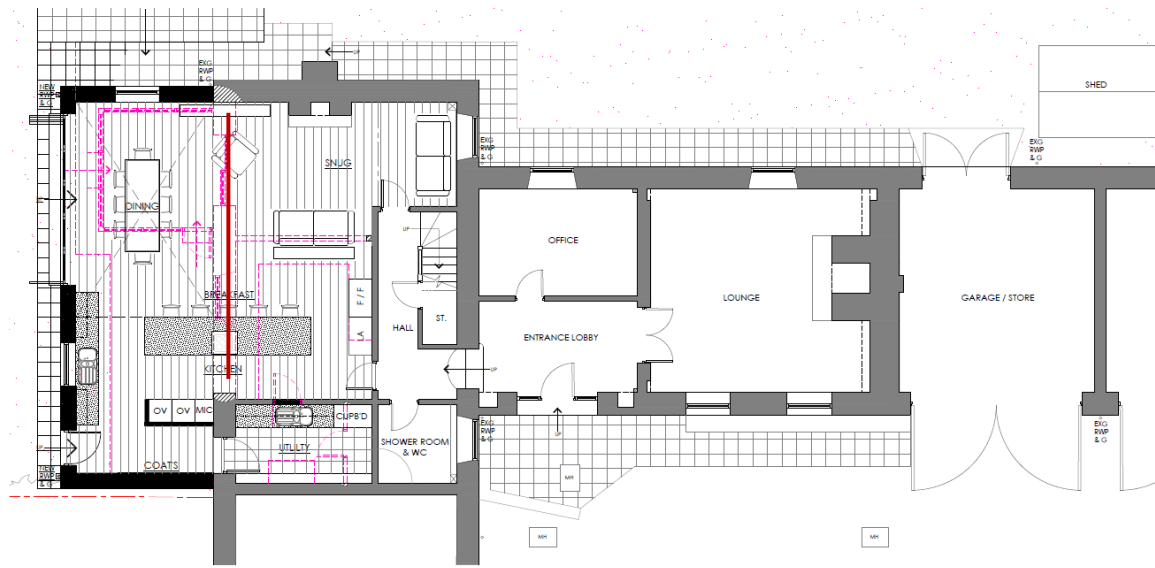 UP
EXG
RWP
& G
NEW
RWP
& G
SHED
EXG
RWP
& G
EXG
RWP
& G
SNUG
DINING
UP
OFFICE
BREAKFAST
F / F
LOUNGE
GARAGE / STORE
ST.
HALL
LA
ENTRANCE LOBBY
KITCHEN
UP
OV
OV
MIC
CUPB'D
UP
UTILITY
SHOWER ROOM
& WC
EXG
RWP
& G
UP
EXG
RWP
& G
COATS
NEW
RWP
& G
MH
MH
MH